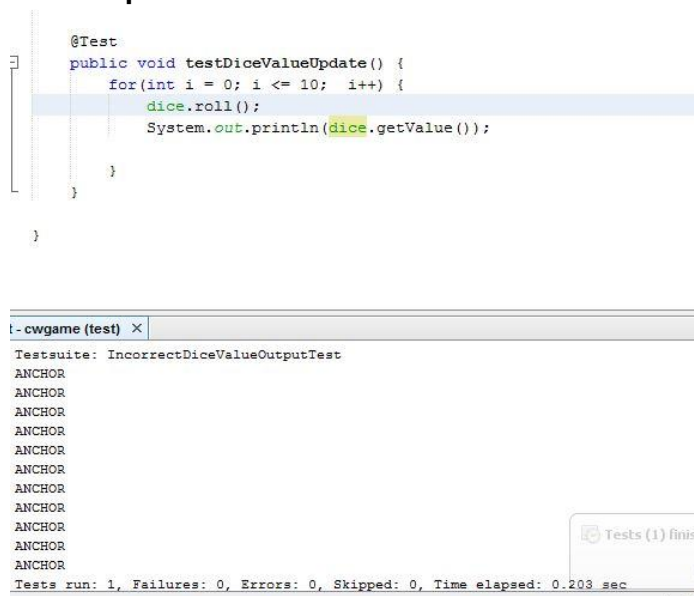 @Test
public void testDiceValueUpdate() {
for(int i = 0; i <= 10;  i++) {
dice.roll();
System.out.println(dice.getValue());
}
}
}
- cwgame (test) ×
Testsuite: IncorrectDiceValueOutputTest
ANCHOR
ANCHOR
ANCHOR
ANCHOR
ANCHOR
ANCHOR
ANCHOR
ANCHOR
ANCHOR
ANCHOR
ANCHOR
Tests (1) finis
Tests run: 1, Failures: 0, Errors: 0, Skipped: 0, Time elapsed: 0.203 sec